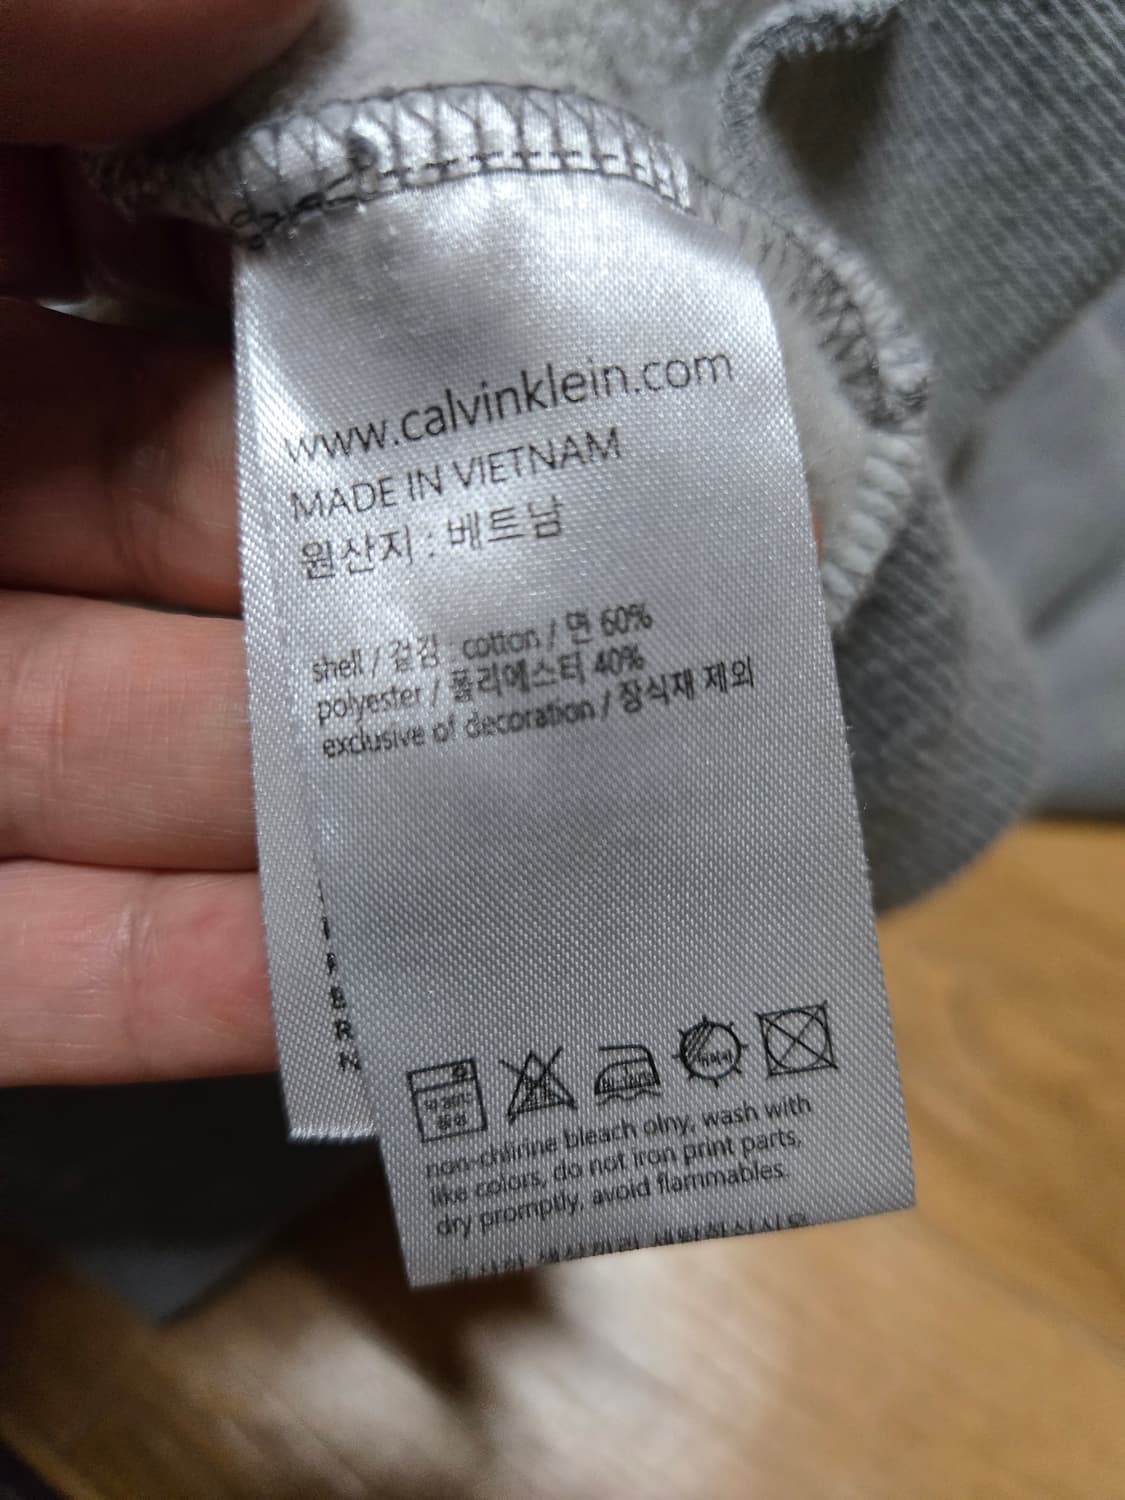 www.calvinklein.com
MADE IN VIETNAM
원산지 : 베트남
shell / 겉감 : cotton / 면 60%
polyester / 폴리에스터 40%
exclusive of decoration / 장식재 제외
non-chlirine bleach olny, wash with
like colors, do not iron print parts,
dry promptly, avoid flammables.